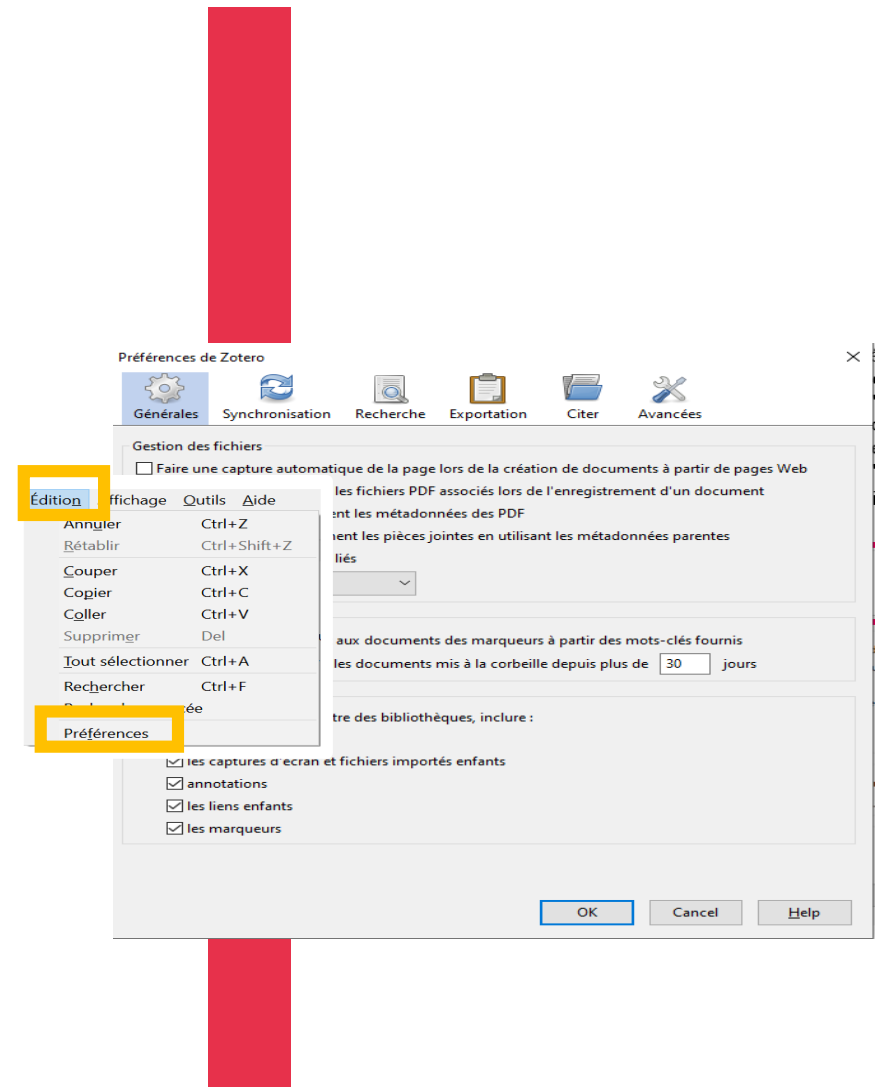 Préférences de Zotero
Générales Synchronisation Recherche Exportation Citer Avancées
Gestion des fichiers
Faire une capture automatique de la page lors de la création de documents à partir de pages Web
les fichiers PDF associés lors de l'enregistrement d'un document
les métadonnées des PDF
les pièces jointes en utilisant les métadonnées parentes
liés
aux documents des marqueurs à partir des mots-clés fournis
les documents mis à la corbeille depuis plus de 30 jours
des bibliothèques, inclure :
les captures d'écran et fichiers importés enfants
annotations
les liens enfants
les marqueurs
OK Cancel Help
Édition ffichage Outils Aide
Annuler Ctrl+Z
Rétablir Ctrl+Shift+Z
Couper Ctrl+X
Copier Ctrl+C
Coller Ctrl+V
Supprimer Del
Tout sélectionner Ctrl+A
Rechercher Ctrl+F
Préférences